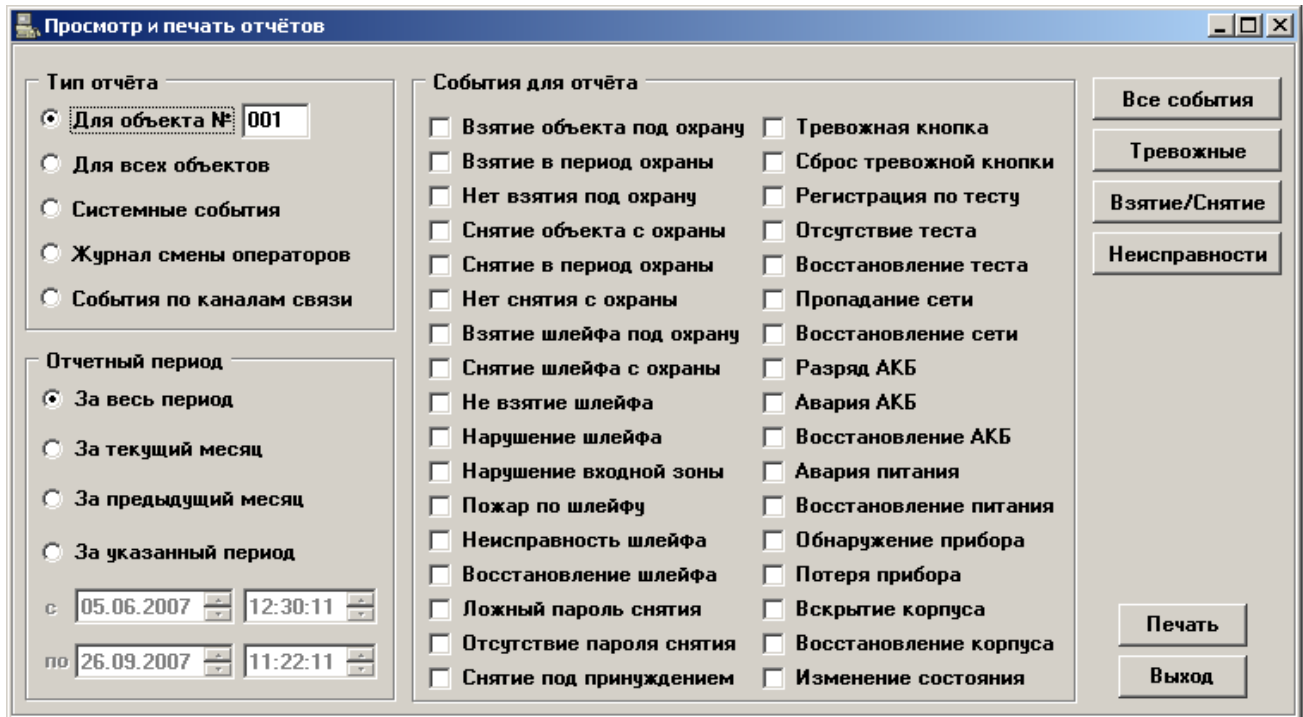 Просмотр и печать отчётов
Тип отчёта
Для объекта № 001
Для всех объектов
Системные события
Журнал смены операторов
События по каналам связи
Отчетный период
За весь период
За текущий месяц
За предыдущий месяц
За указанный период
с 05.06.2007 12:30:11
по 26.09.2007 11:22:11
События для отчёта
Взятие объекта под охрану
Взятие в период охраны
Нет взятия под охрану
Снятие объекта с охраны
Снятие в период охраны
Нет снятия с охраны
Взятие шлейфа под охрану
Снятие шлейфа с охраны
Не взятие шлейфа
Нарушение шлейфа
Нарушение входной зоны
Пожар по шлейфу
Неисправность шлейфа
Восстановление шлейфа
Ложный пароль снятия
Отсутствие пароля снятия
Снятие под принуждением
Тревожная кнопка
Сброс тревожной кнопки
Регистрация по тесту
Отсутствие теста
Восстановление теста
Пропадание сети
Восстановление сети
Разряд АКБ
Авария АКБ
Восстановление АКБ
Авария питания
Восстановление питания
Обнаружение прибора
Потеря прибора
Вскрытие корпуса
Восстановление корпуса
Изменение состояния
Все события
Тревожные
Взятие/Снятие
Неисправности
Печать
Выход